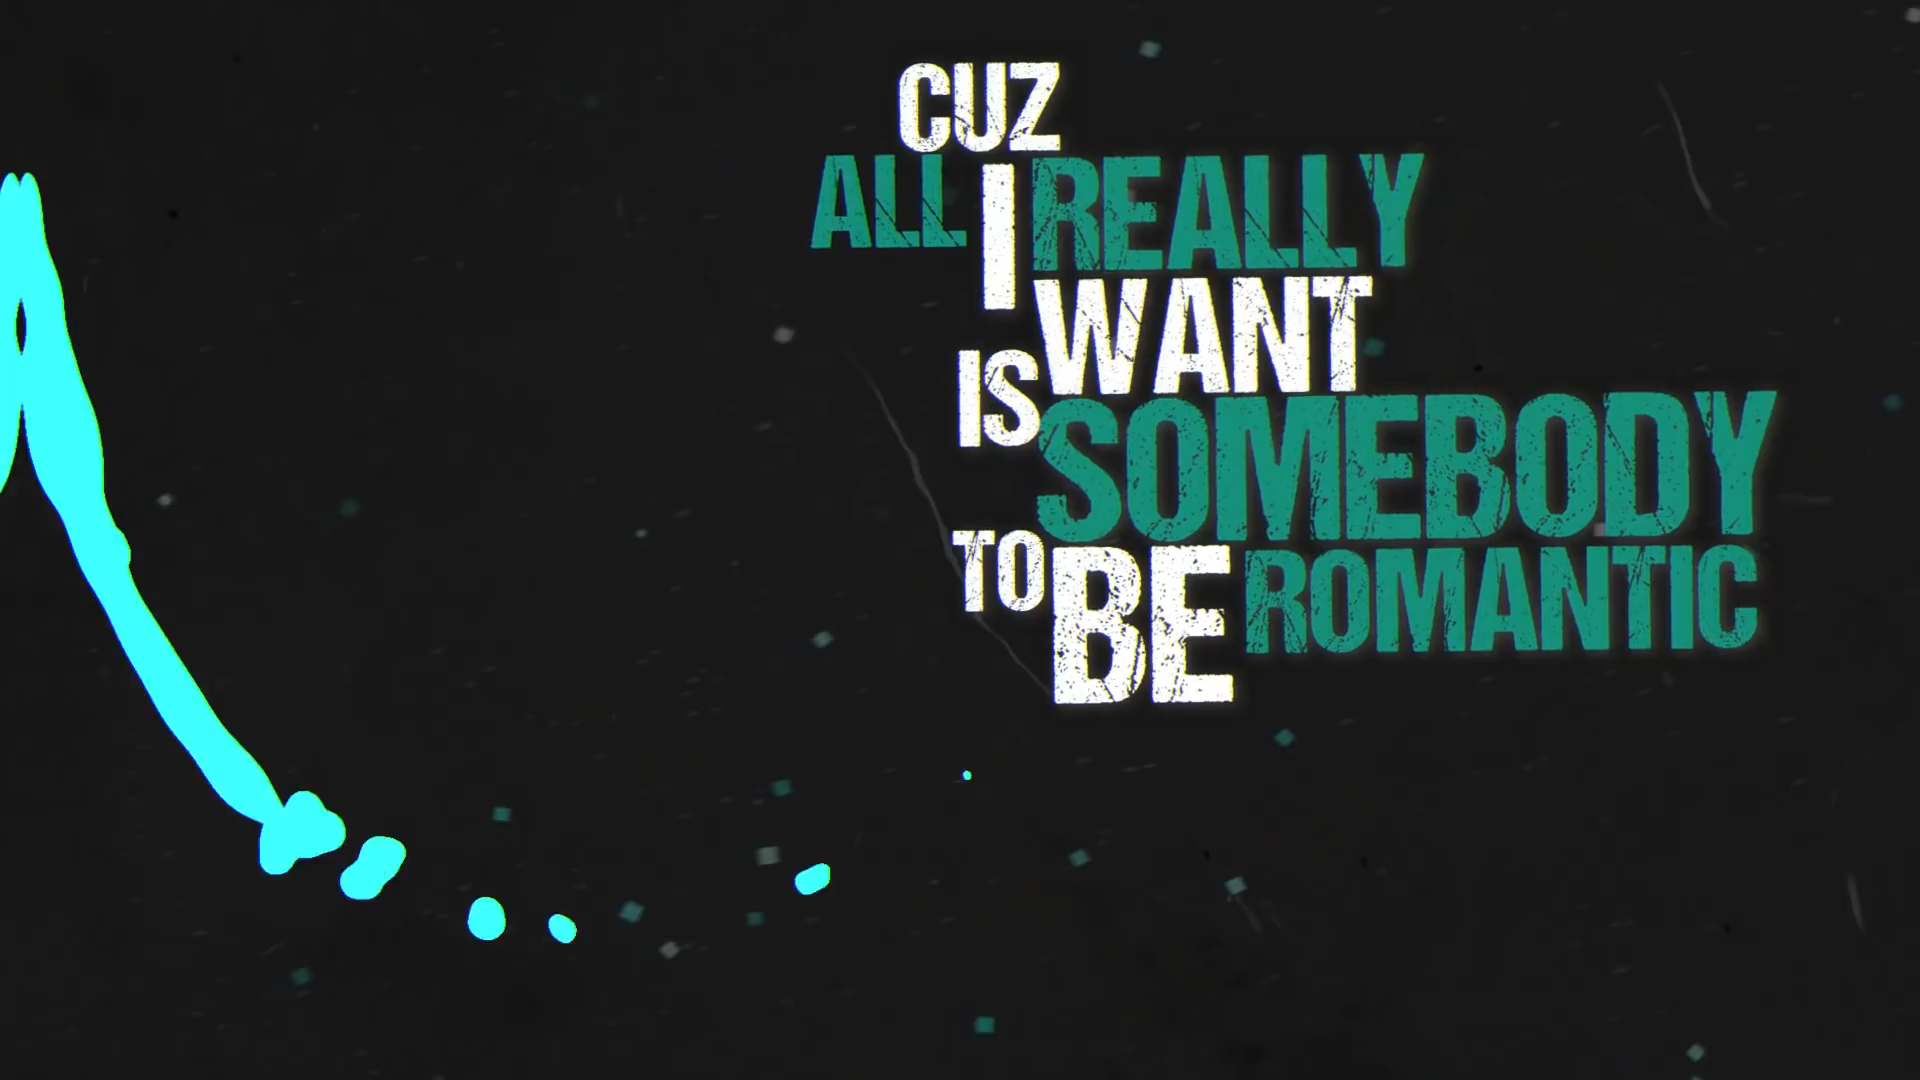 CUZ
ALL I REALLY
WANT
IS
SOMEBODY
TO BE ROMANTIC